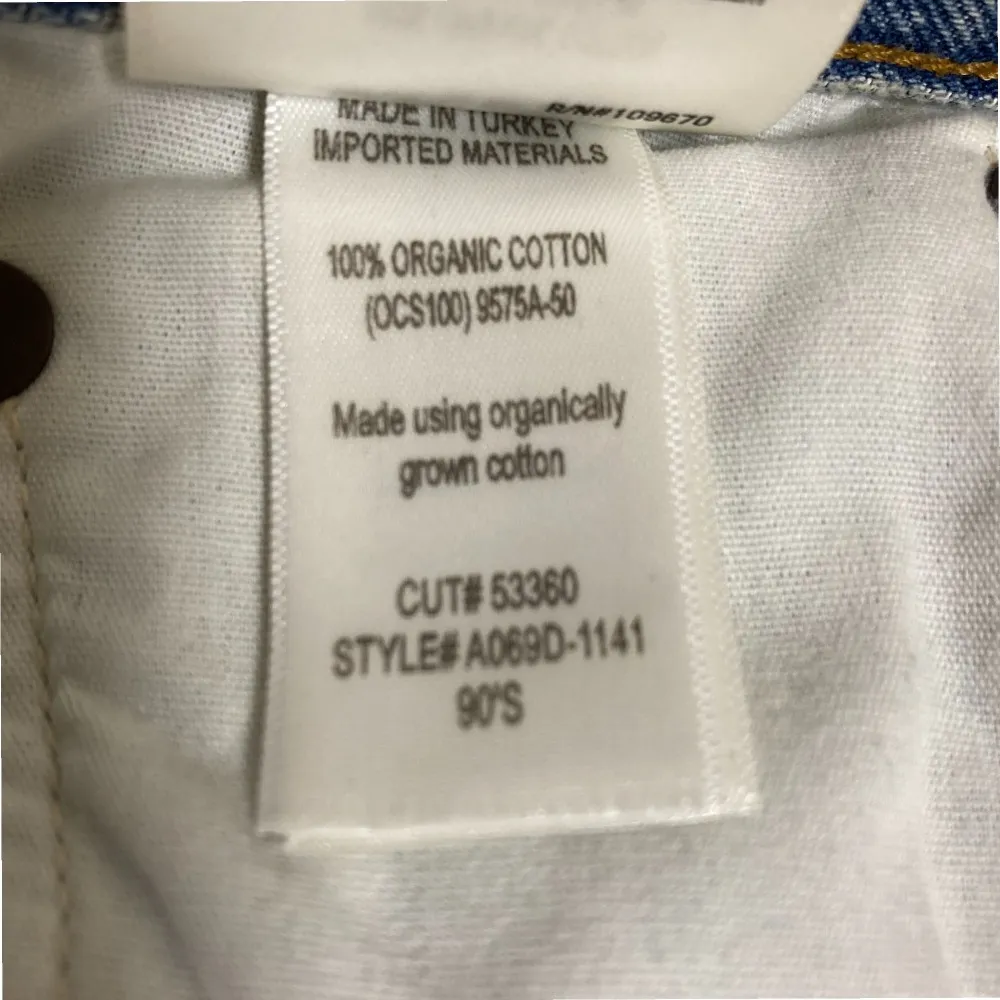 R/N#109670
MADE IN TURKEY
IMPORTED MATERIALS
100% ORGANIC COTTON
(OCS100) 9575A-50
Made using organically
grown cotton
CUT# 53360
STYLE# A069D-1141
90'S